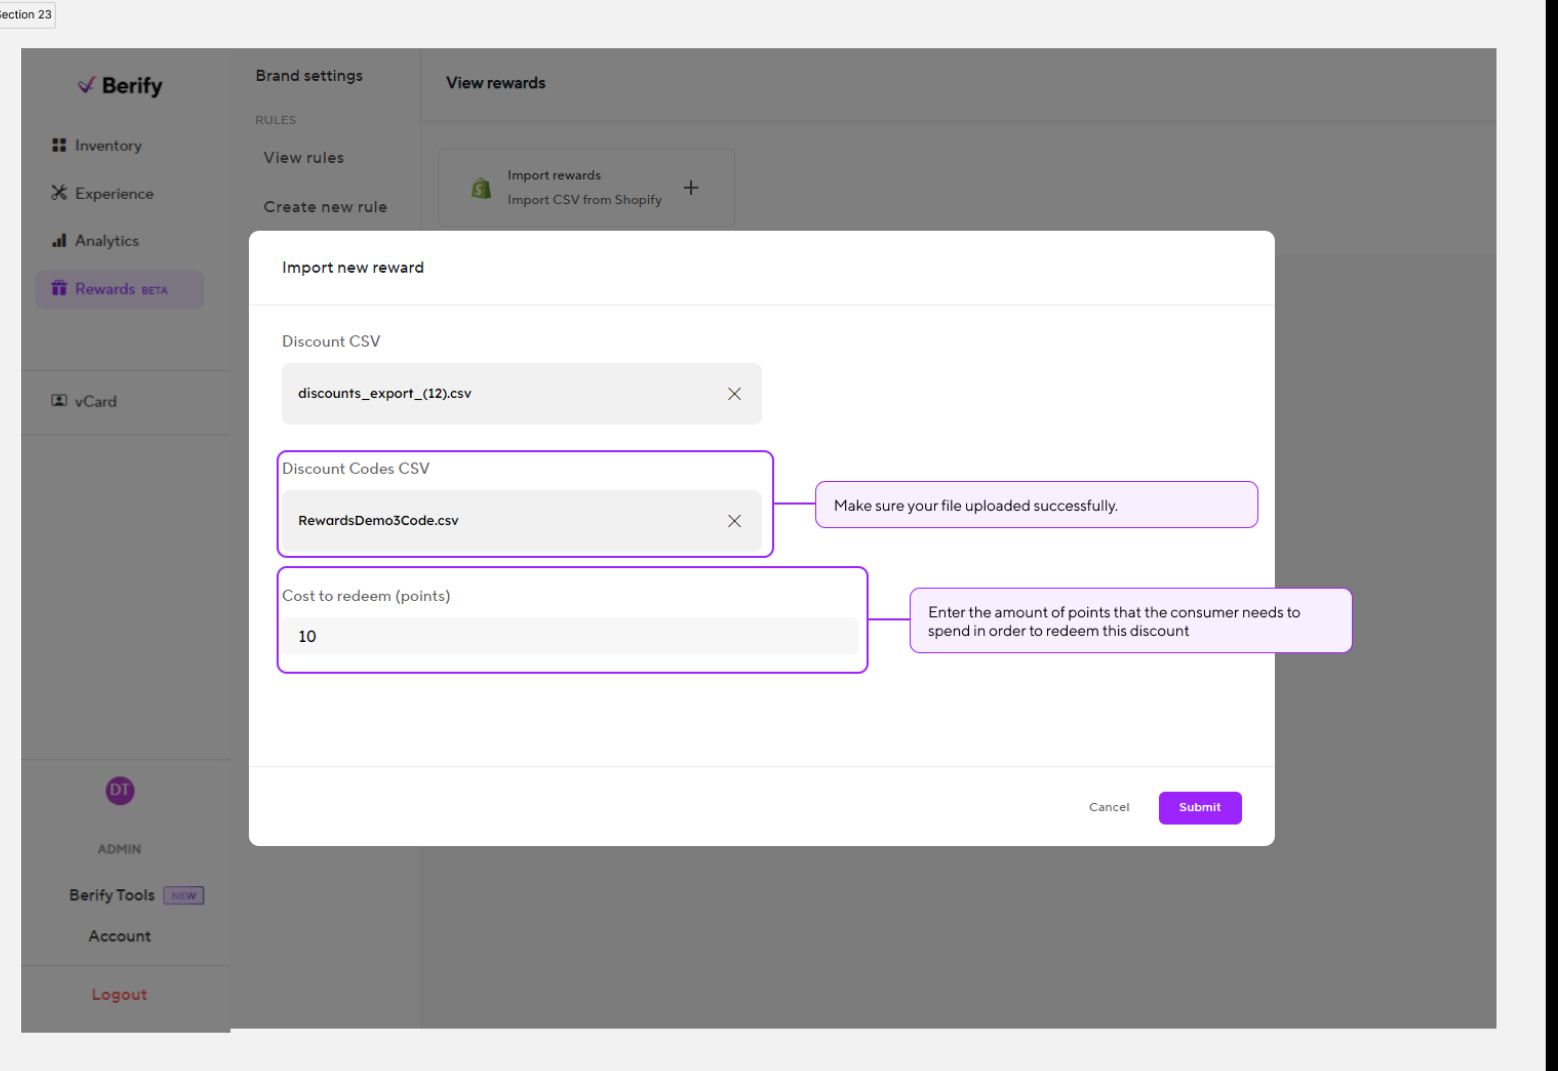 Section 23
Berify
Inventory
Experience
Analytics
Rewards BETA
vCard
DT
ADMIN
Berify Tools NEW
Account
Logout
Brand settings
RULES
View rules
Create new rule
View rewards
Import rewards
Import CSV from Shopify
Import new reward
Discount CSV
discounts_export_(12).csv
Discount Codes CSV
RewardsDemo3Code.csv
Make sure your file uploaded successfully.
Cost to redeem (points)
10
Enter the amount of points that the consumer needs to
spend in order to redeem this discount
Cancel
Submit